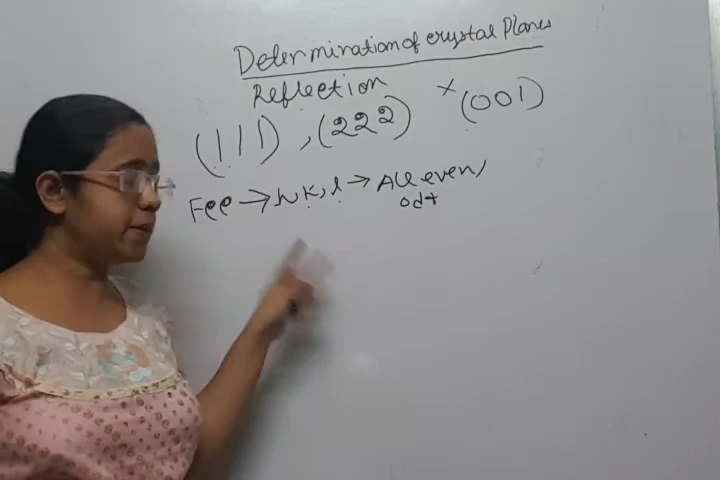 Determination of crystal Planes
Reflection
(111), (222) × (001)
Fcc → h k, l → All even/
odd